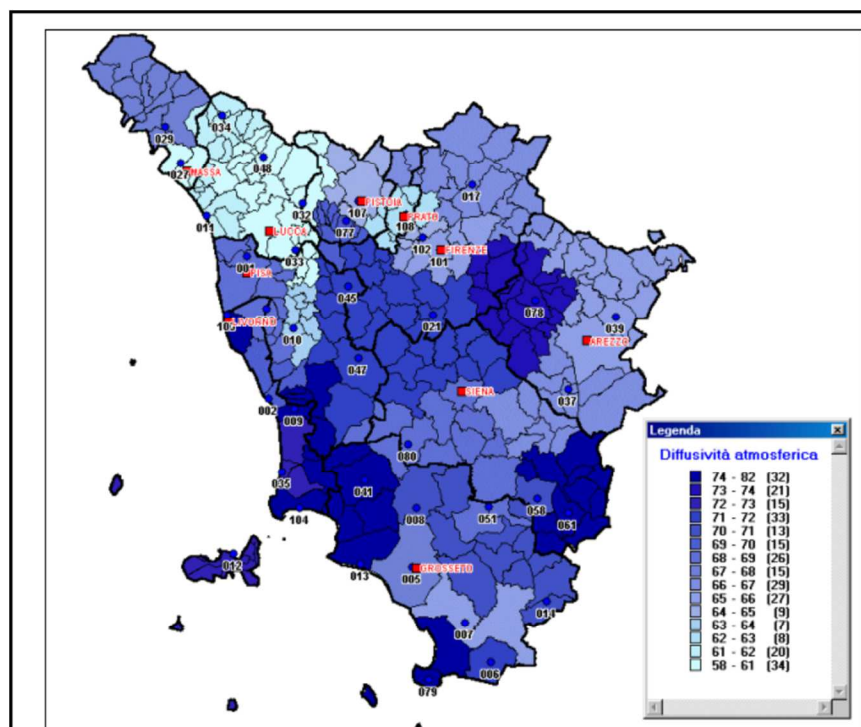 034
029
048
027 MASSA
017
032
107 PISTOIA
PRATO
108
011
077
LUCCA
102
FIRENZE
101
033
001
PISA
045
078
LIVORNO
021
039
010
AREZZO
047
037
002
SIENA
009
080
Legenda
Diffusività atmosferica
74 - 82 (32)
73 - 74 (21)
72 - 73 (15)
71 - 72 (33)
70 - 71 (13)
69 - 70 (15)
68 - 69 (26)
67 - 68 (15)
66 - 67 (29)
65 - 66 (27)
64 - 65 (9)
63 - 64 (7)
62 - 63 (8)
61 - 62 (20)
58 - 61 (34)
035
041
058
104
008
051
061
012
013
005
GROSSETO
014
007
006
079